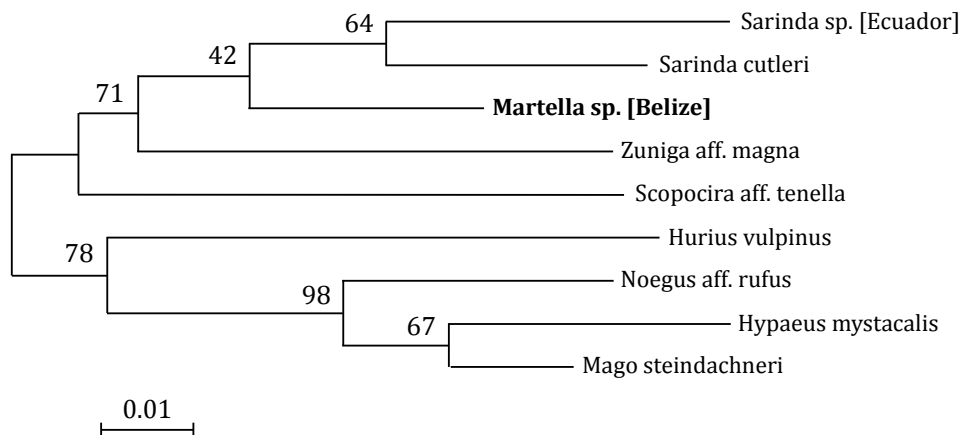 Sarinda sp. [Ecuador]
64
42
Sarinda cutleri
71
Martella sp. [Belize]
Zuniga aff. magna
Scopocira aff. tenella
Hurius vulpinus
78
Noegus aff. rufus
98
Hypaeus mystacalis
67
Mago steindachneri
0.01